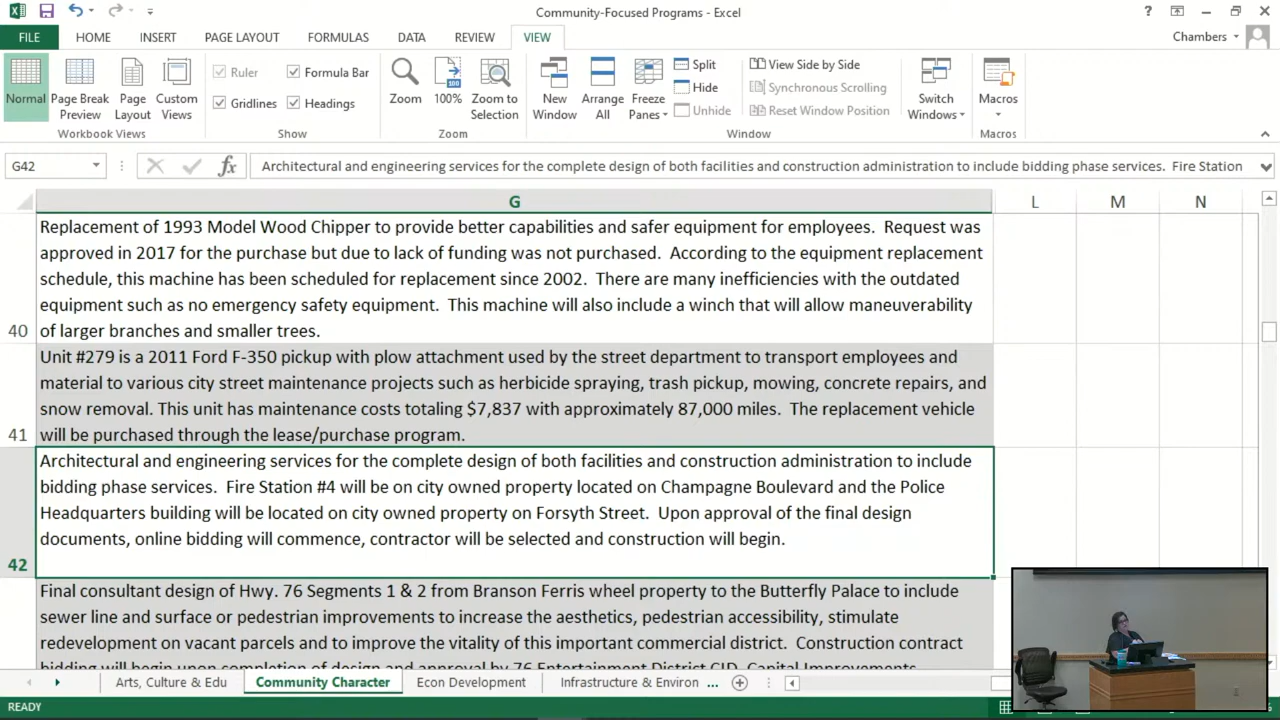 Community-Focused Programs - Excel
FILE HOME INSERT PAGE LAYOUT FORMULAS DATA REVIEW VIEW Chambers
Normal Page Break Preview Page Layout Custom Views
Workbook Views
Ruler Formula Bar
Gridlines Headings
Show
Zoom 100% Zoom to Selection
Zoom
New Window Arrange All Freeze Panes
Split
Hide
Unhide
View Side by Side
Synchronous Scrolling
Reset Window Position
Window
Switch Windows
Macros
Macros
G42 fx Architectural and engineering services for the complete design of both facilities and construction administration to include bidding phase services. Fire Station
G L M N
Replacement of 1993 Model Wood Chipper to provide better capabilities and safer equipment for employees. Request was
approved in 2017 for the purchase but due to lack of funding was not purchased. According to the equipment replacement
schedule, this machine has been scheduled for replacement since 2002. There are many inefficiencies with the outdated
equipment such as no emergency safety equipment. This machine will also include a winch that will allow maneuverability
40 of larger branches and smaller trees.
Unit #279 is a 2011 Ford F-350 pickup with plow attachment used by the street department to transport employees and
material to various city street maintenance projects such as herbicide spraying, trash pickup, mowing, concrete repairs, and
snow removal. This unit has maintenance costs totaling $7,837 with approximately 87,000 miles. The replacement vehicle
41 will be purchased through the lease/purchase program.
Architectural and engineering services for the complete design of both facilities and construction administration to include
bidding phase services. Fire Station #4 will be on city owned property located on Champagne Boulevard and the Police
Headquarters building will be located on city owned property on Forsyth Street. Upon approval of the final design
documents, online bidding will commence, contractor will be selected and construction will begin.
42
Final consultant design of Hwy. 76 Segments 1 & 2 from Branson Ferris wheel property to the Butterfly Palace to include
sewer line and surface or pedestrian improvements to increase the aesthetics, pedestrian accessibility, stimulate
redevelopment on vacant parcels and to improve the vitality of this important commercial district. Construction contract
bidding will begin upon completion of design and approval by 76 Entertainment District CID. Capital Improvements
Arts, Culture & Edu Community Character Econ Development Infrastructure & Environ ...
READY